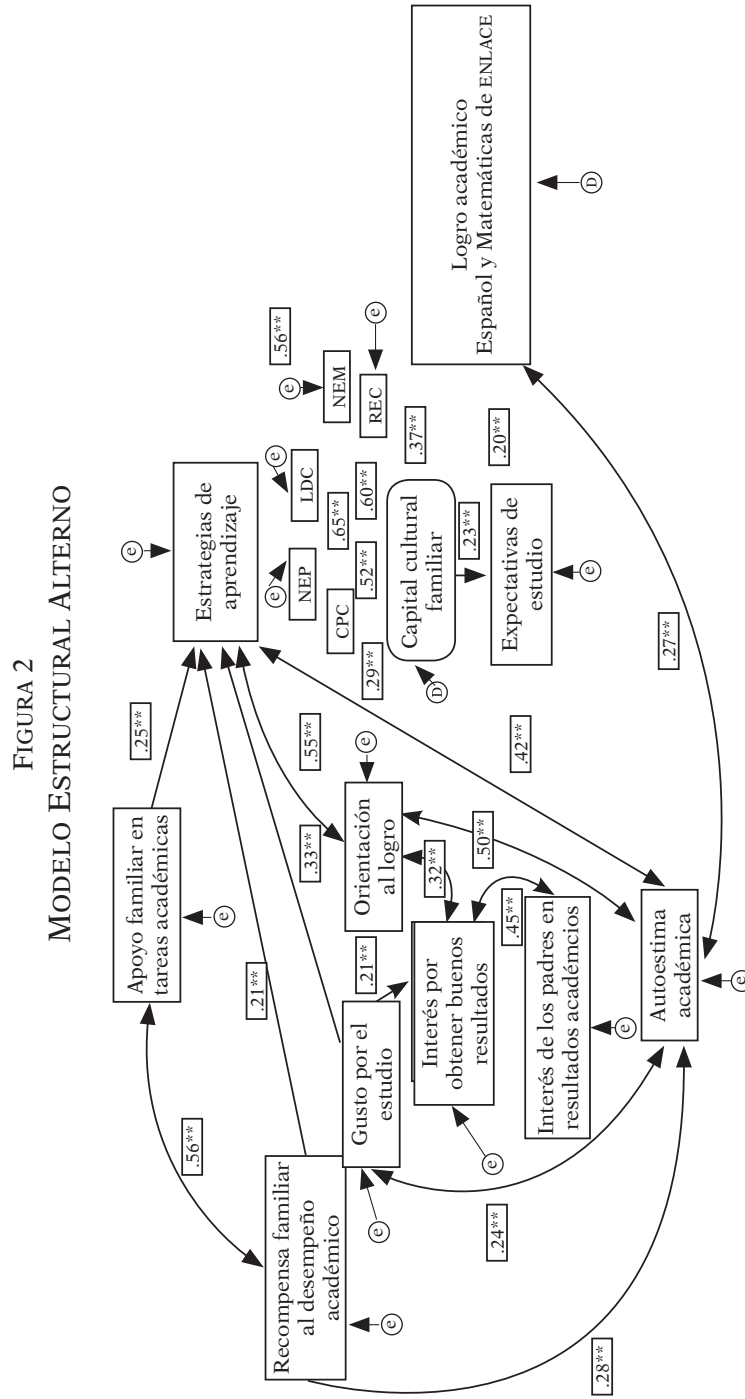 FIGURA 2
MODELO ESTRUCTURAL ALTERNO
Apoyo familiar en
tareas académicas
e
.25**
Estrategias de
aprendizaje
e
.56**
.21**
Recompensa familiar
al desempeño
académico
e
.33**
.55**
NEP
e
LDC
e
NEM
e
.56**
CPC
REC
e
.65**
.52**
.60**
.29**
.37**
Gusto por el
estudio
e
.21**
Orientación
al logro
e
Capital cultural
familiar
D
.32**
Interés por
obtener buenos
resultados
e
.50**
.23**
.20**
.45**
Expectativas de
estudio
e
.42**
Interés de los padres en
resultados académcios
e
Logro académico
Español y Matemáticas de ENLACE
D
.24**
Autoestima
académica
e
.27**
.28**